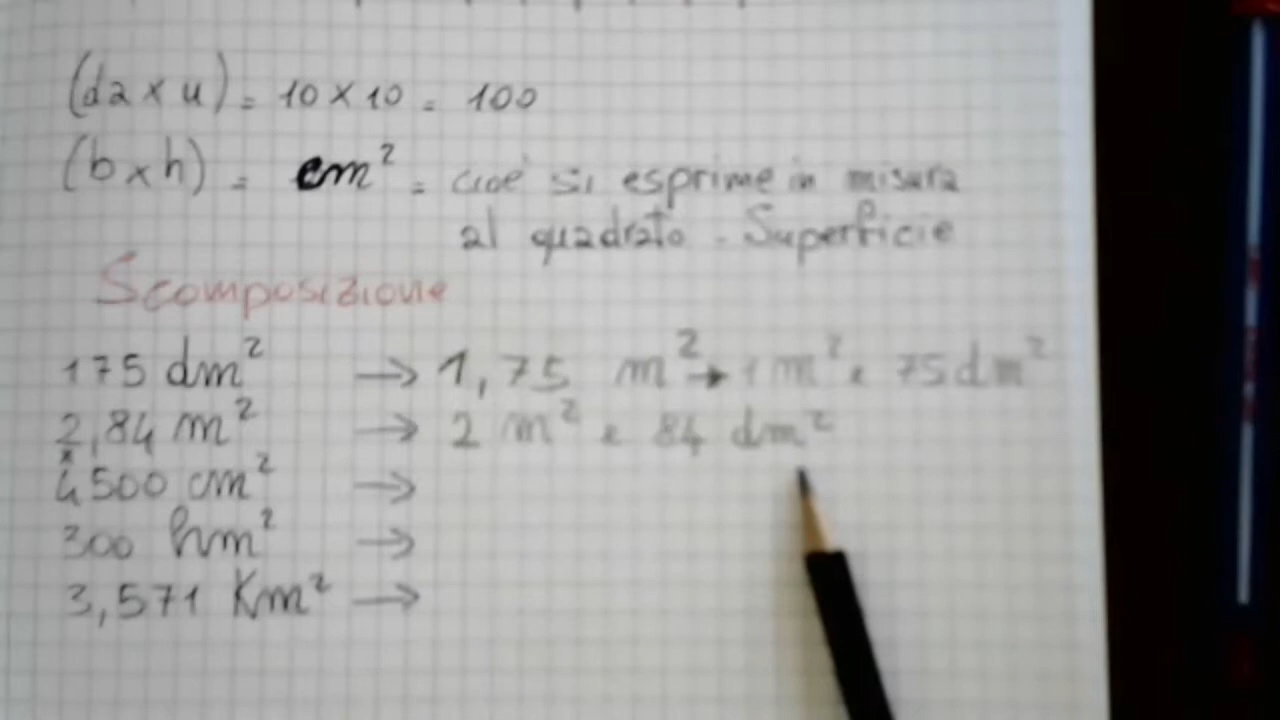 (da x u) = 10 x 10 = 100
(b x h) = cm² = cioè si esprime in misura
al quadrato - Superficie
Scomposizione
175 dm² → 1,75 m² → 1 m² e 75 dm²
2,84 m² → 2 m² e 84 dm²
4500 cm² →
300 hm² →
3,571 Km² →